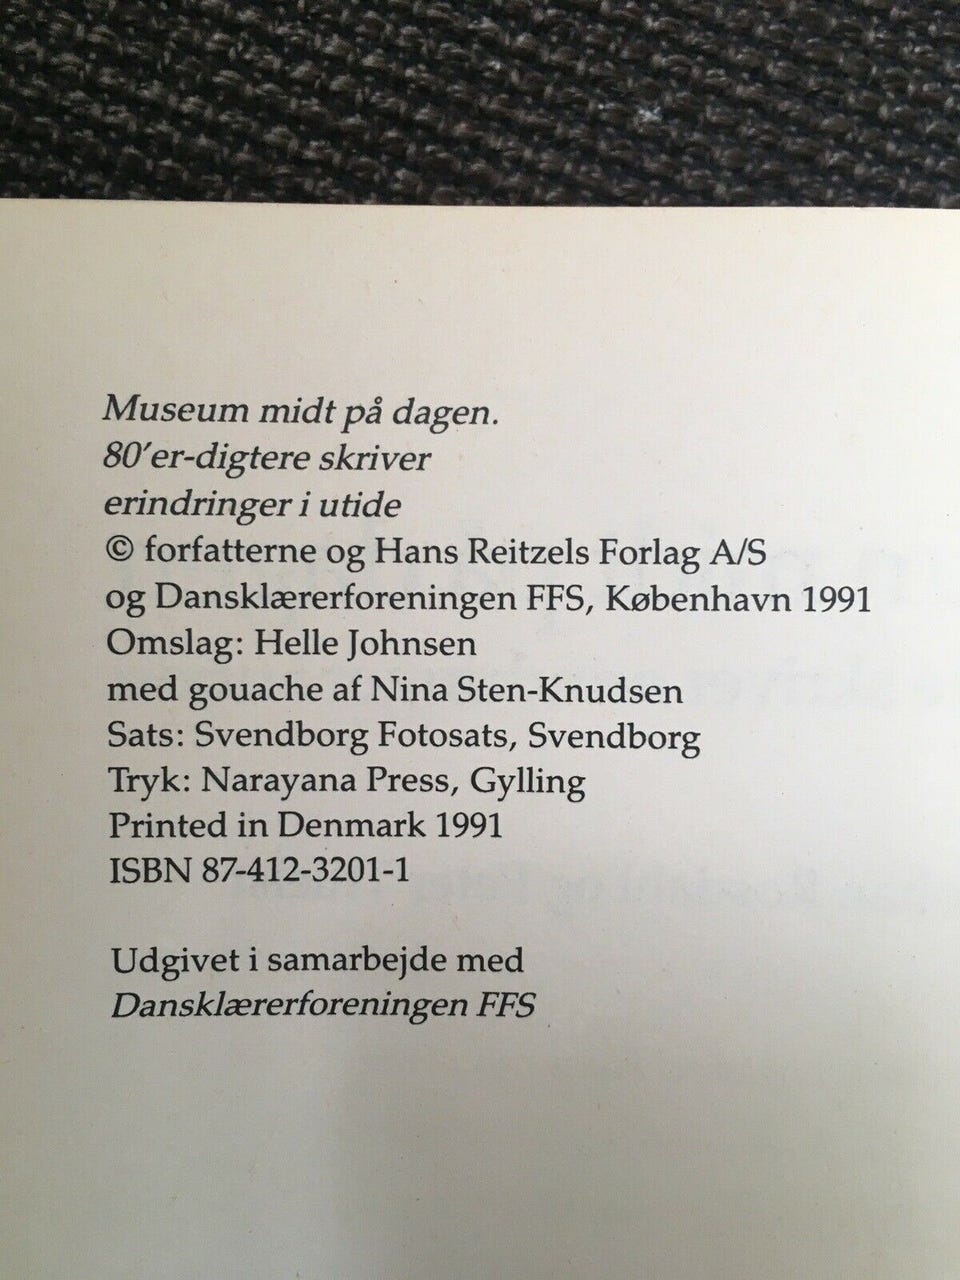 Museum midt på dagen.
80'er-digtere skriver
erindringer i utide
© forfatterne og Hans Reitzels Forlag A/S
og Dansklærerforeningen FFS, København 1991
Omslag: Helle Johnsen
med gouache af Nina Sten-Knudsen
Sats: Svendborg Fotosats, Svendborg
Tryk: Narayana Press, Gylling
Printed in Denmark 1991
ISBN 87-412-3201-1
Udgivet i samarbejde med
Dansklærerforeningen FFS